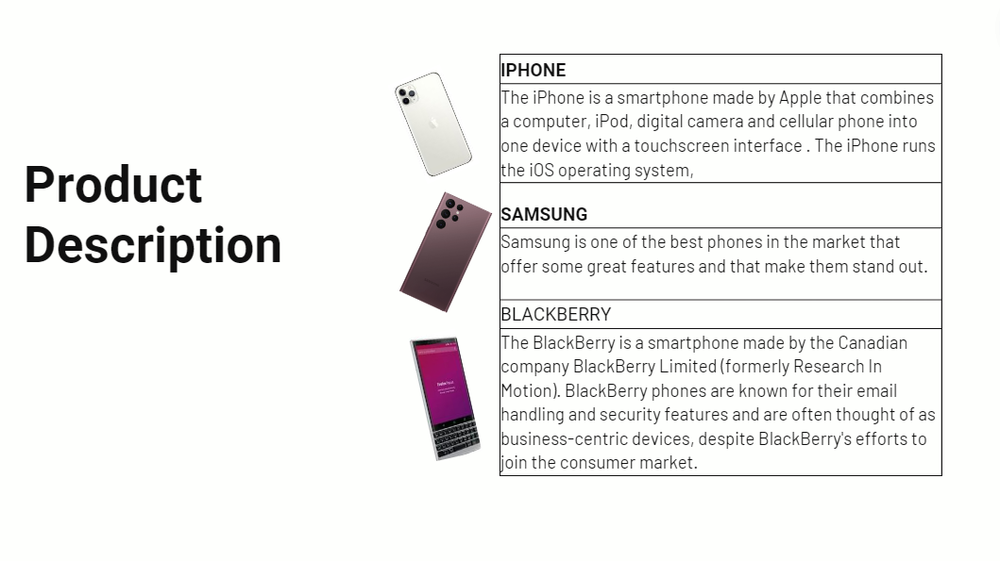 Product
Description
IPHONE
The iPhone is a smartphone made by Apple that combines
a computer, iPod, digital camera and cellular phone into
one device with a touchscreen interface . The iPhone runs
the iOS operating system,
SAMSUNG
Samsung is one of the best phones in the market that
offer some great features and that make them stand out.
BLACKBERRY
The BlackBerry is a smartphone made by the Canadian
company BlackBerry Limited (formerly Research In
Motion). BlackBerry phones are known for their email
handling and security features and are often thought of as
business-centric devices, despite BlackBerry's efforts to
join the consumer market.